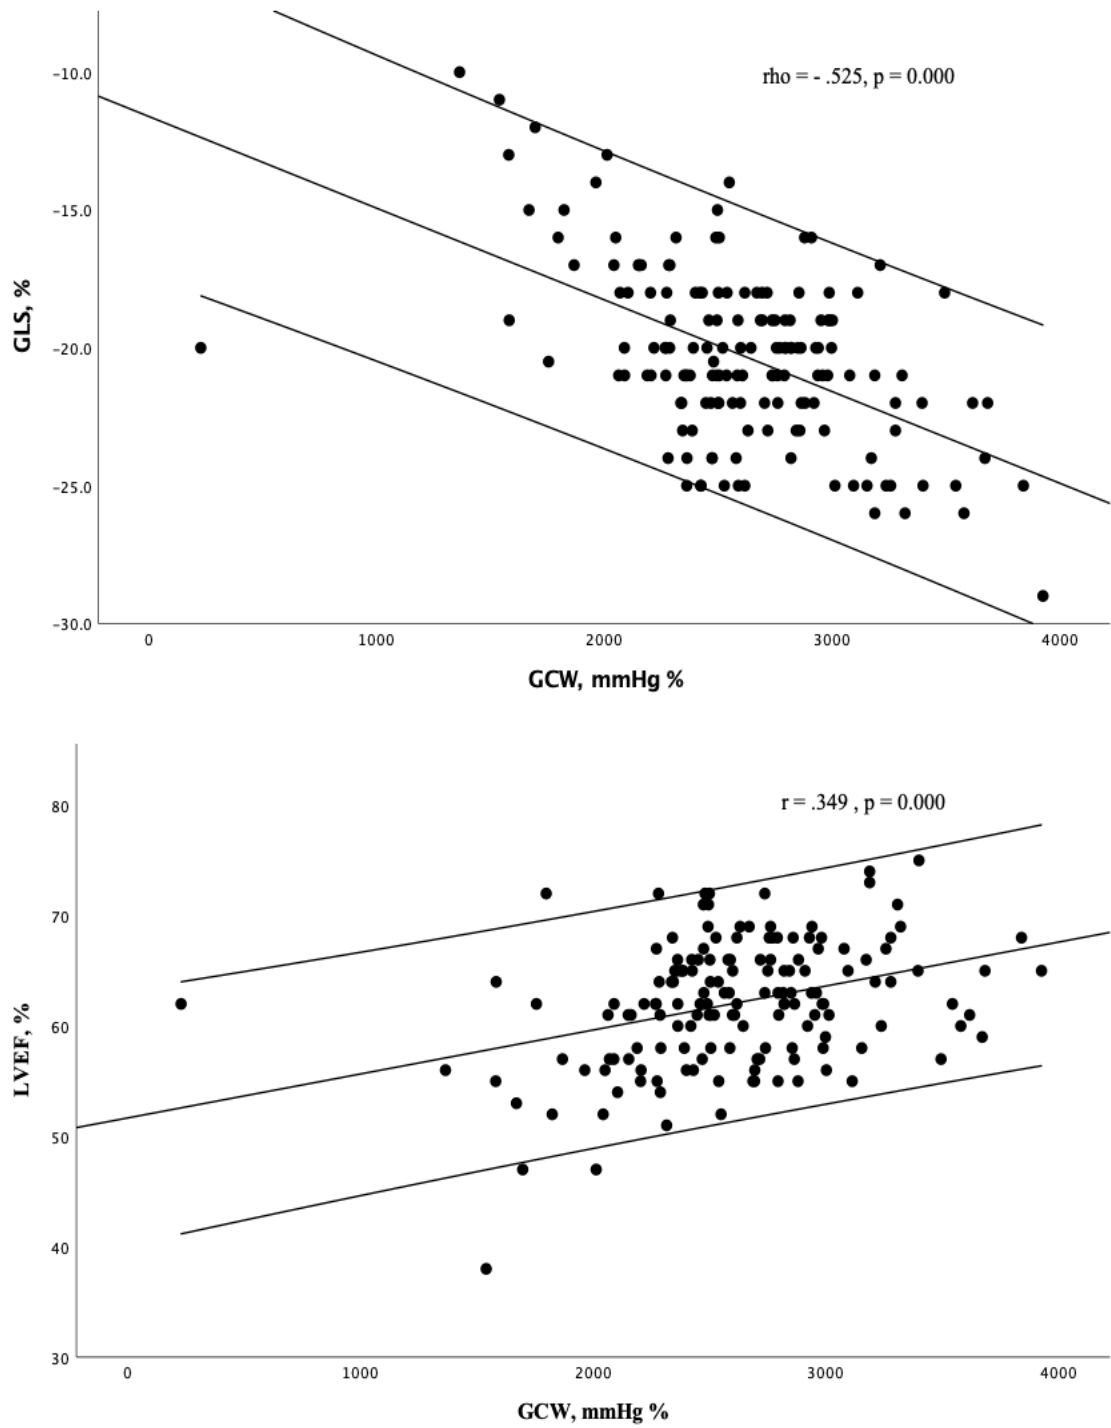 rho = - .525, p = 0.000
GLS, %
−10.0
−15.0
−20.0
−25.0
−30.0
0 1000 2000 3000 4000
GCW, mmHg %
r = .349 , p = 0.000
LVEF, %
80
70
60
50
40
30
0 1000 2000 3000 4000
GCW, mmHg %